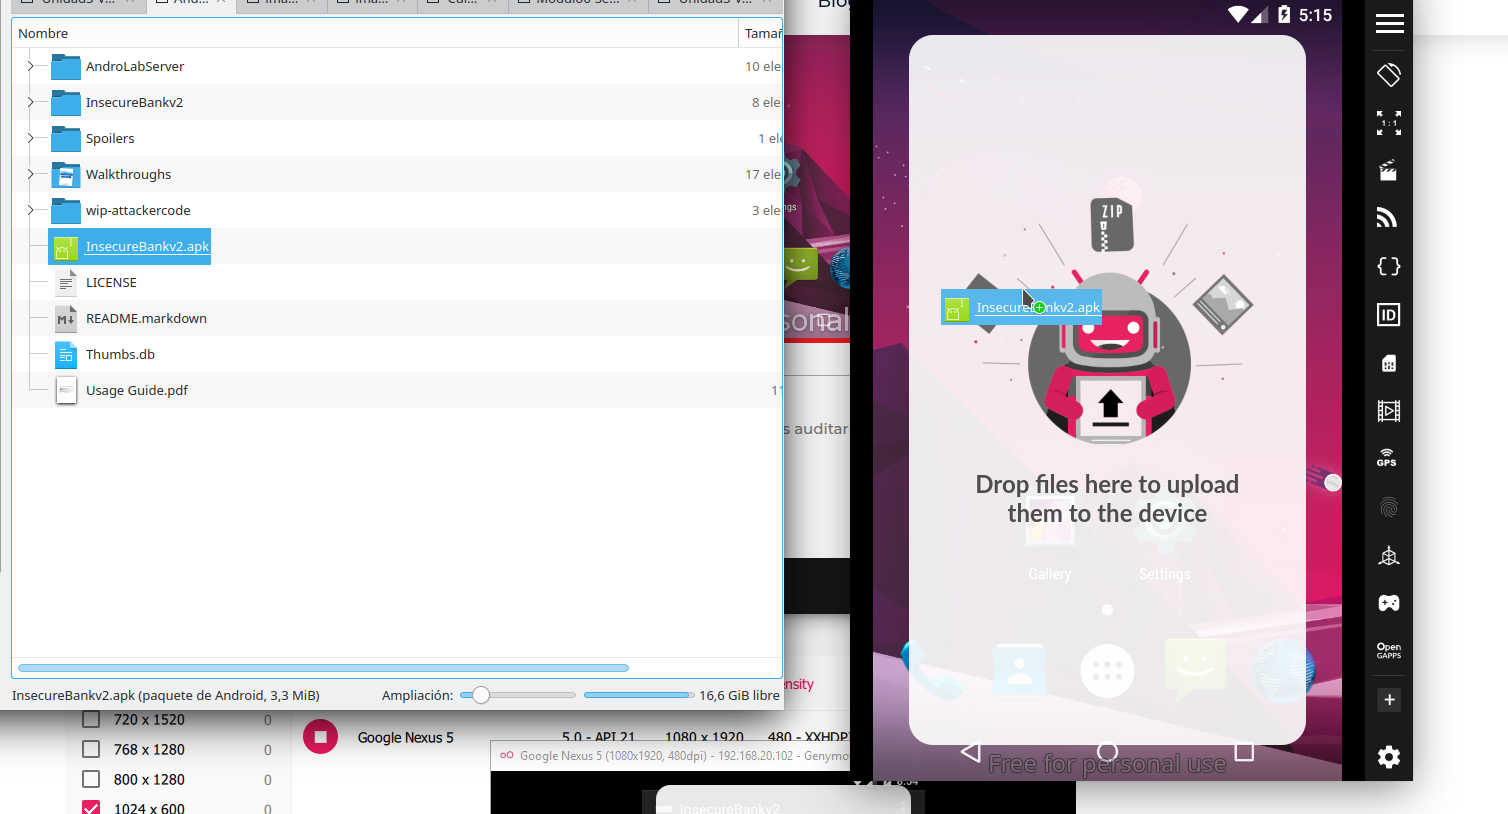 Nombre
Tamañ
AndroLabServer
10 ele
InsecureBankv2
8 ele
Spoilers
1 ele
Walkthroughs
17 ele
wip-attackercode
3 ele
InsecureBankv2.apk
LICENSE
README.markdown
Thumbs.db
Usage Guide.pdf
11
InsecureBankv2.apk (paquete de Android, 3,3 MiB)
Ampliación:
16,6 GiB libre
ngs
sonal
s auditar
ensity
720 x 1520
0
768 x 1280
0
800 x 1280
0
1024 x 600
0
Google Nexus 5
5.0 - API 21
1080 x 1920
480 - XXHDPI
Google Nexus 5 (1080x1920, 480dpi) - 192.168.20.102 - Genymo
InsecureBankv2
5:15
ZIP
InsecureBankv2.apk
Drop files here to upload
them to the device
Gallery
Settings
Free for personal use
1:1
ID
GPS
Open
GAPPS